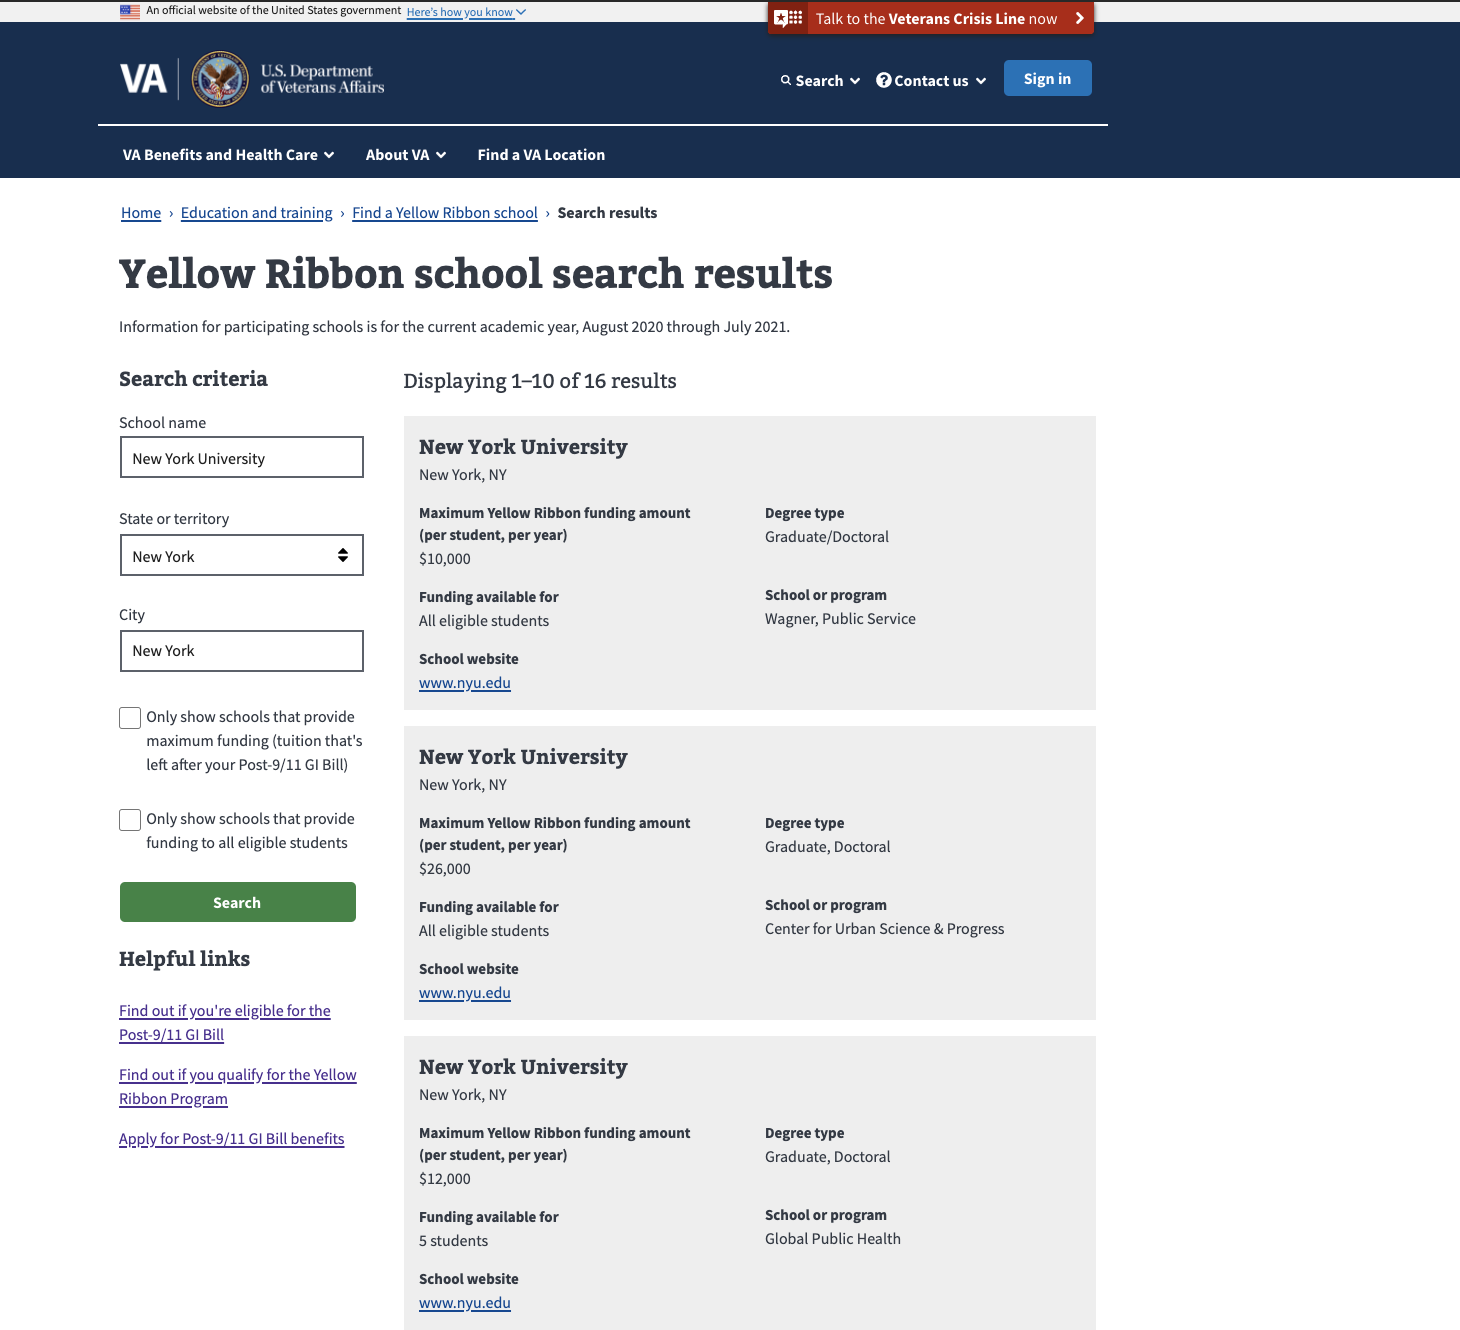 An official website of the United States government Here's how you know
Talk to the Veterans Crisis Line now
VA
U.S. Department
of Veterans Affairs
Search
Contact us
Sign in
VA Benefits and Health Care
About VA
Find a VA Location
Home › Education and training › Find a Yellow Ribbon school › Search results
Yellow Ribbon school search results
Information for participating schools is for the current academic year, August 2020 through July 2021.
Search criteria
School name
New York University
State or territory
New York
City
New York
Only show schools that provide
maximum funding (tuition that's
left after your Post-9/11 GI Bill)
Only show schools that provide
funding to all eligible students
Search
Helpful links
Find out if you're eligible for the
Post-9/11 GI Bill
Find out if you qualify for the Yellow
Ribbon Program
Apply for Post-9/11 GI Bill benefits
Displaying 1–10 of 16 results
New York University
New York, NY
Maximum Yellow Ribbon funding amount
(per student, per year)
$10,000
Funding available for
All eligible students
School website
www.nyu.edu
Degree type
Graduate/Doctoral
School or program
Wagner, Public Service
New York University
New York, NY
Maximum Yellow Ribbon funding amount
(per student, per year)
$26,000
Funding available for
All eligible students
School website
www.nyu.edu
Degree type
Graduate, Doctoral
School or program
Center for Urban Science & Progress
New York University
New York, NY
Maximum Yellow Ribbon funding amount
(per student, per year)
$12,000
Funding available for
5 students
School website
www.nyu.edu
Degree type
Graduate, Doctoral
School or program
Global Public Health